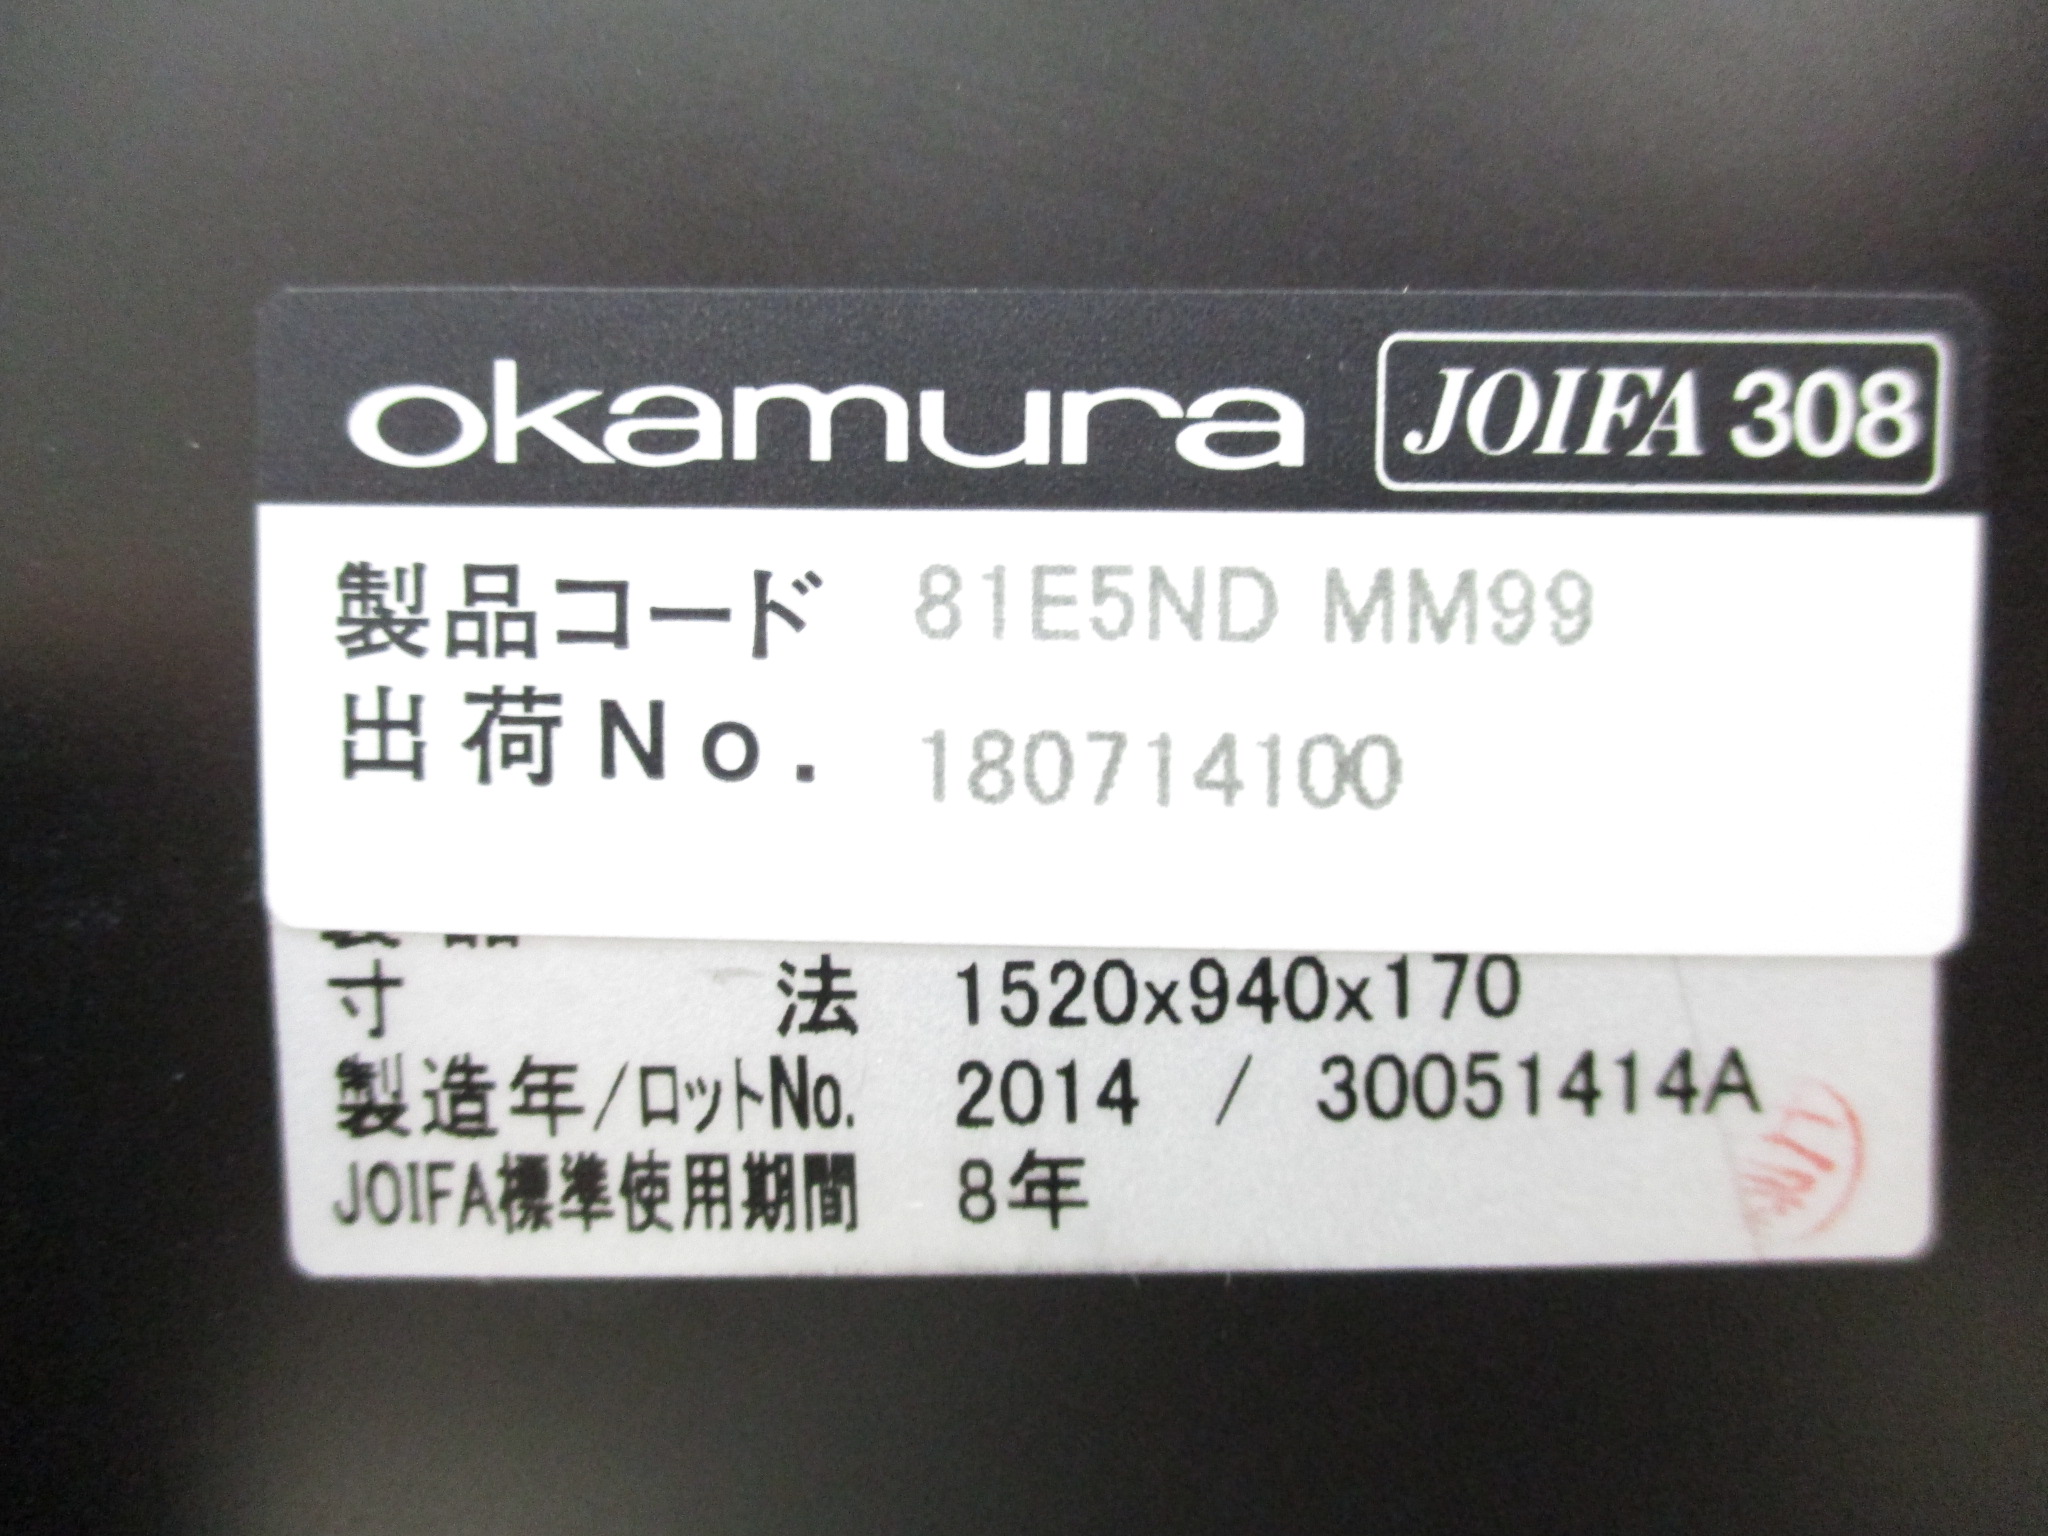 okamura JOIFA 308
製品コード 81E5ND MM99
出荷No. 180714100
寸 法 1520x940x170
製造年/ロットNo. 2014 / 30051414A
JOIFA標準使用期間 8年